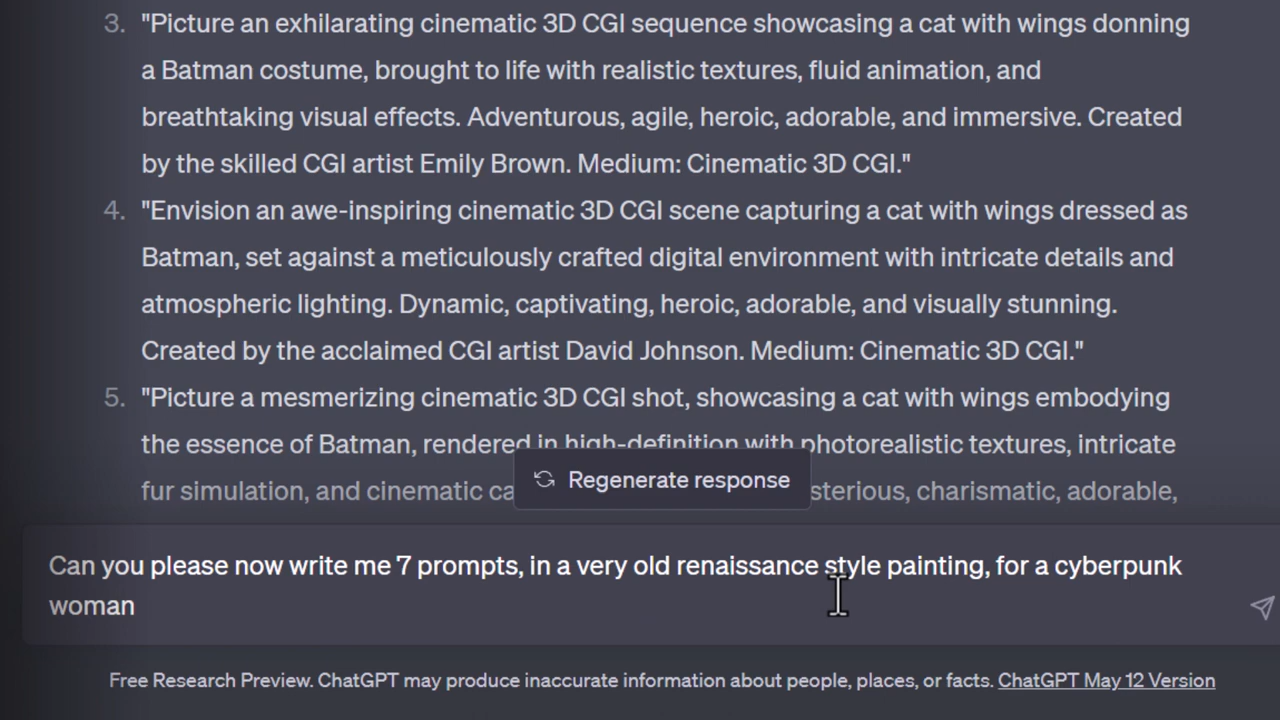 3. "Picture an exhilarating cinematic 3D CGI sequence showcasing a cat with wings donning
a Batman costume, brought to life with realistic textures, fluid animation, and
breathtaking visual effects. Adventurous, agile, heroic, adorable, and immersive. Created
by the skilled CGI artist Emily Brown. Medium: Cinematic 3D CGI."
4. "Envision an awe-inspiring cinematic 3D CGI scene capturing a cat with wings dressed as
Batman, set against a meticulously crafted digital environment with intricate details and
atmospheric lighting. Dynamic, captivating, heroic, adorable, and visually stunning.
Created by the acclaimed CGI artist David Johnson. Medium: Cinematic 3D CGI."
5. "Picture a mesmerizing cinematic 3D CGI shot, showcasing a cat with wings embodying
the essence of Batman, rendered in high-definition with photorealistic textures, intricate
fur simulation, and cinematic charismatic, adorable,
Regenerate response
Can you please now write me 7 prompts, in a very old renaissance style painting, for a cyberpunk
woman
Free Research Preview. ChatGPT may produce inaccurate information about people, places, or facts. ChatGPT May 12 Version